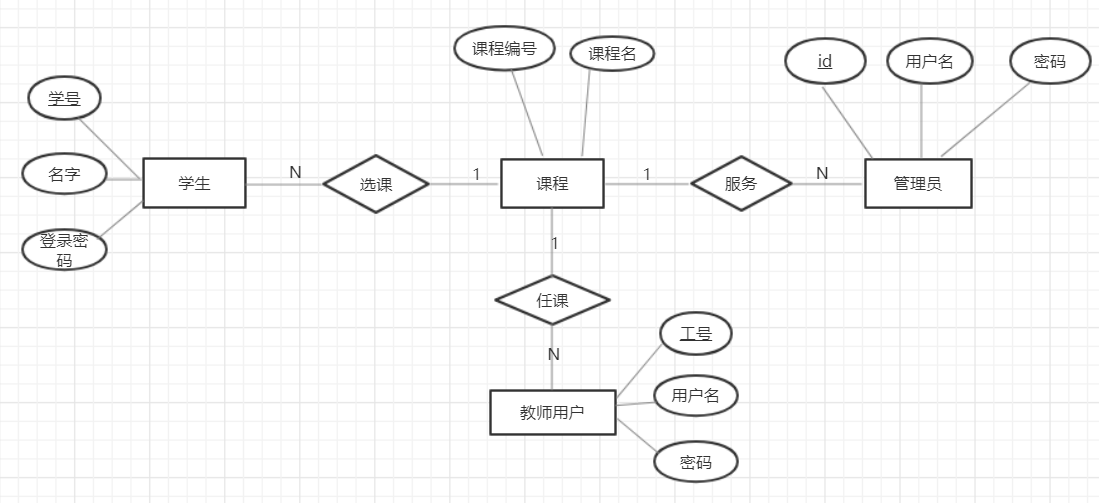 课程编号
课程名
id
用户名
密码
学号
名字
登录密
码
学生
N
选课
1
课程
1
服务
N
管理员
1
任课
N
教师用户
工号
用户名
密码